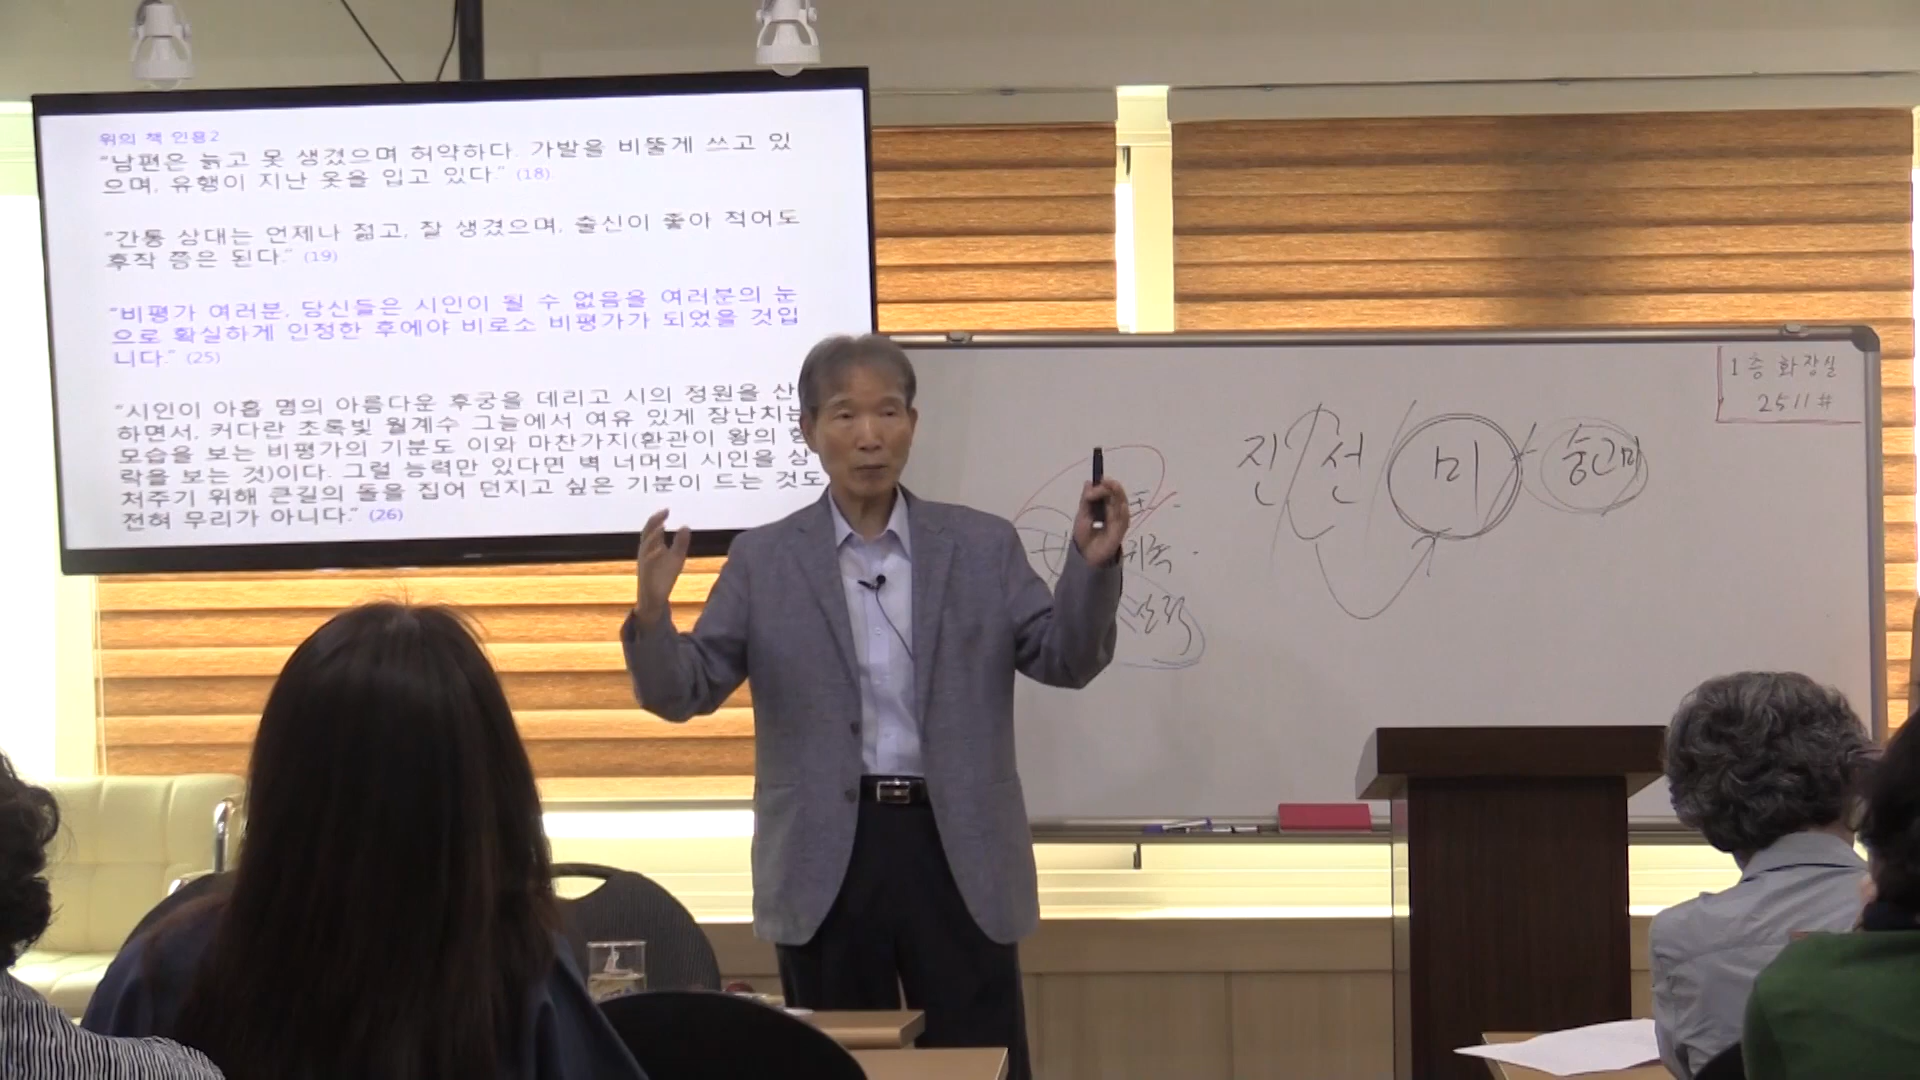 위의 책 인용2
“남편은 늙고 못 생겼으며 허약하다. 가발을 비뚤게 쓰고 있
으며, 유행이 지난 옷을 입고 있다.” (18)
“간통 상대는 언제나 젊고, 잘 생겼으며, 출신이 좋아 적어도
후작 쯤은 된다.” (19)
“비평가 여러분, 당신들은 시인이 될 수 없음을 여러분의 눈
으로 확실하게 인정한 후에야 비로소 비평가가 되었을 것입
니다.” (25)
“시인이 아홉 명의 아름다운 후궁을 데리고 시의 정원을 산
하면서, 커다란 초록빛 월계수 그늘에서 여유 있게 장난치는
모습을 보는 비평가의 기분도 이와 마찬가지(환관이 왕의
락을 보는 것)이다. 그럴 능력만 있다면 벽 너머의 시인을 상
처주기 위해 큰길의 돌을 집어 던지고 싶은 기분이 드는 것도
전혀 무리가 아니다.” (26)
1층 화장실
2511#
진 선 미 숭고미
귀족